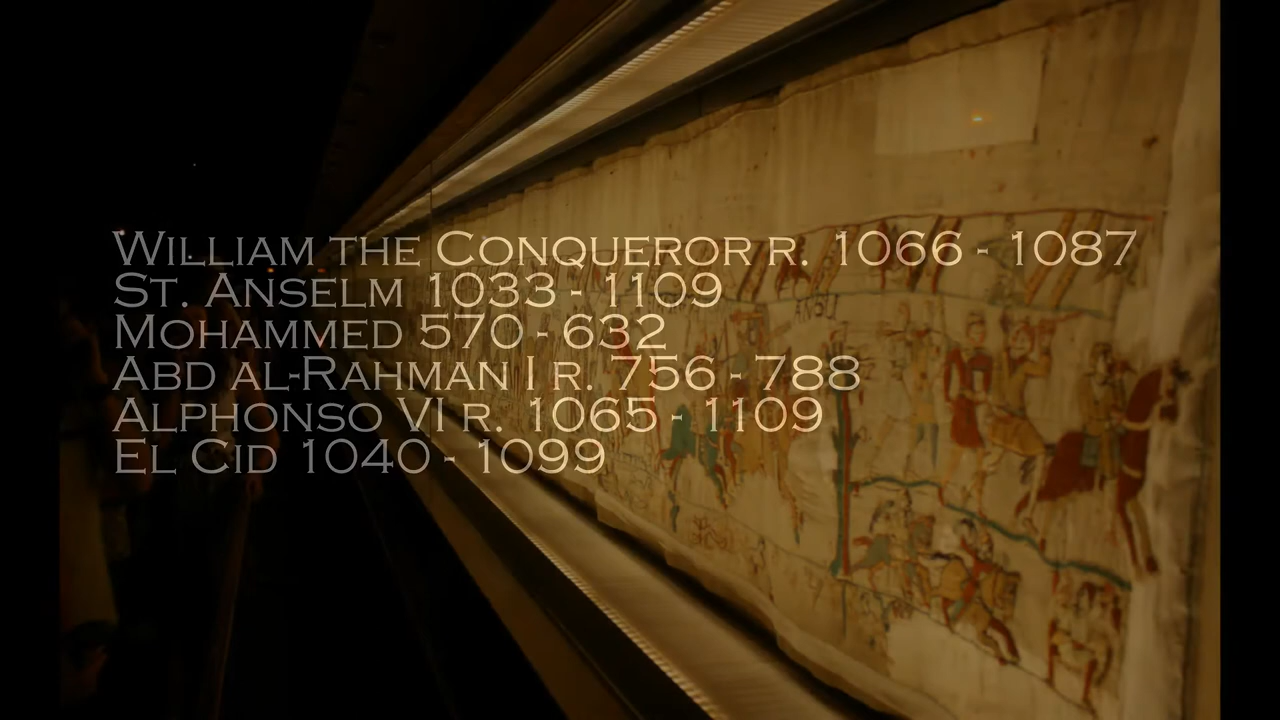 William the Conqueror r. 1066 - 1087
St. Anselm 1033 - 1109
Mohammed 570 - 632
Abd al-Rahman I r. 756 - 788
Alphonso VI r. 1065 - 1109
El Cid 1040 - 1099
ANSU